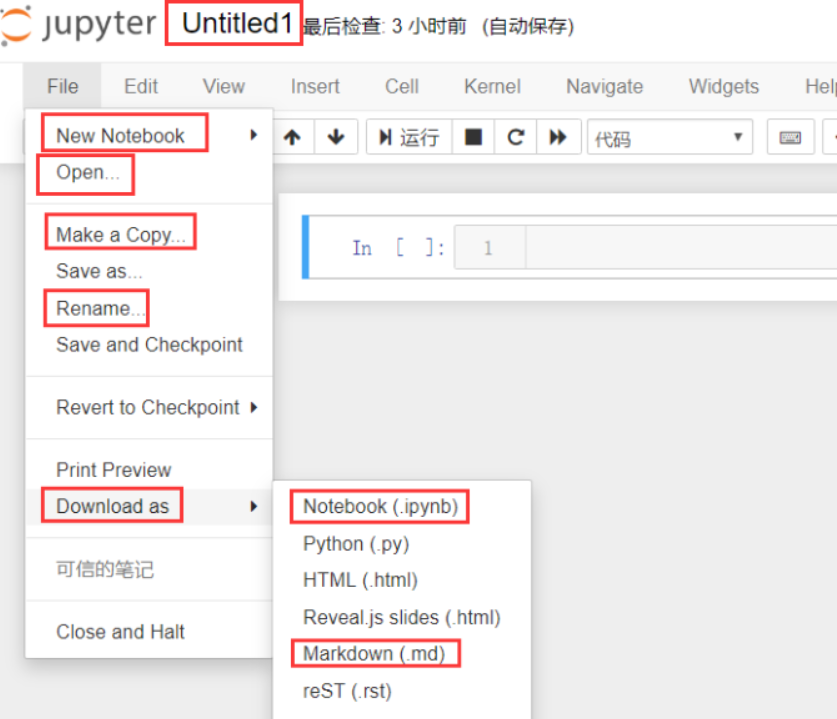 jupyter Untitled1 最后检查: 3 小时前 (自动保存)
File Edit View Insert Cell Kernel Navigate Widgets Help
New Notebook
运行 代码
Open...
Make a Copy...
In [ ]: 1
Save as...
Rename...
Save and Checkpoint
Revert to Checkpoint
Print Preview
Download as
Notebook (.ipynb)
Python (.py)
可信的笔记
HTML (.html)
Reveal.js slides (.html)
Close and Halt
Markdown (.md)
reST (.rst)